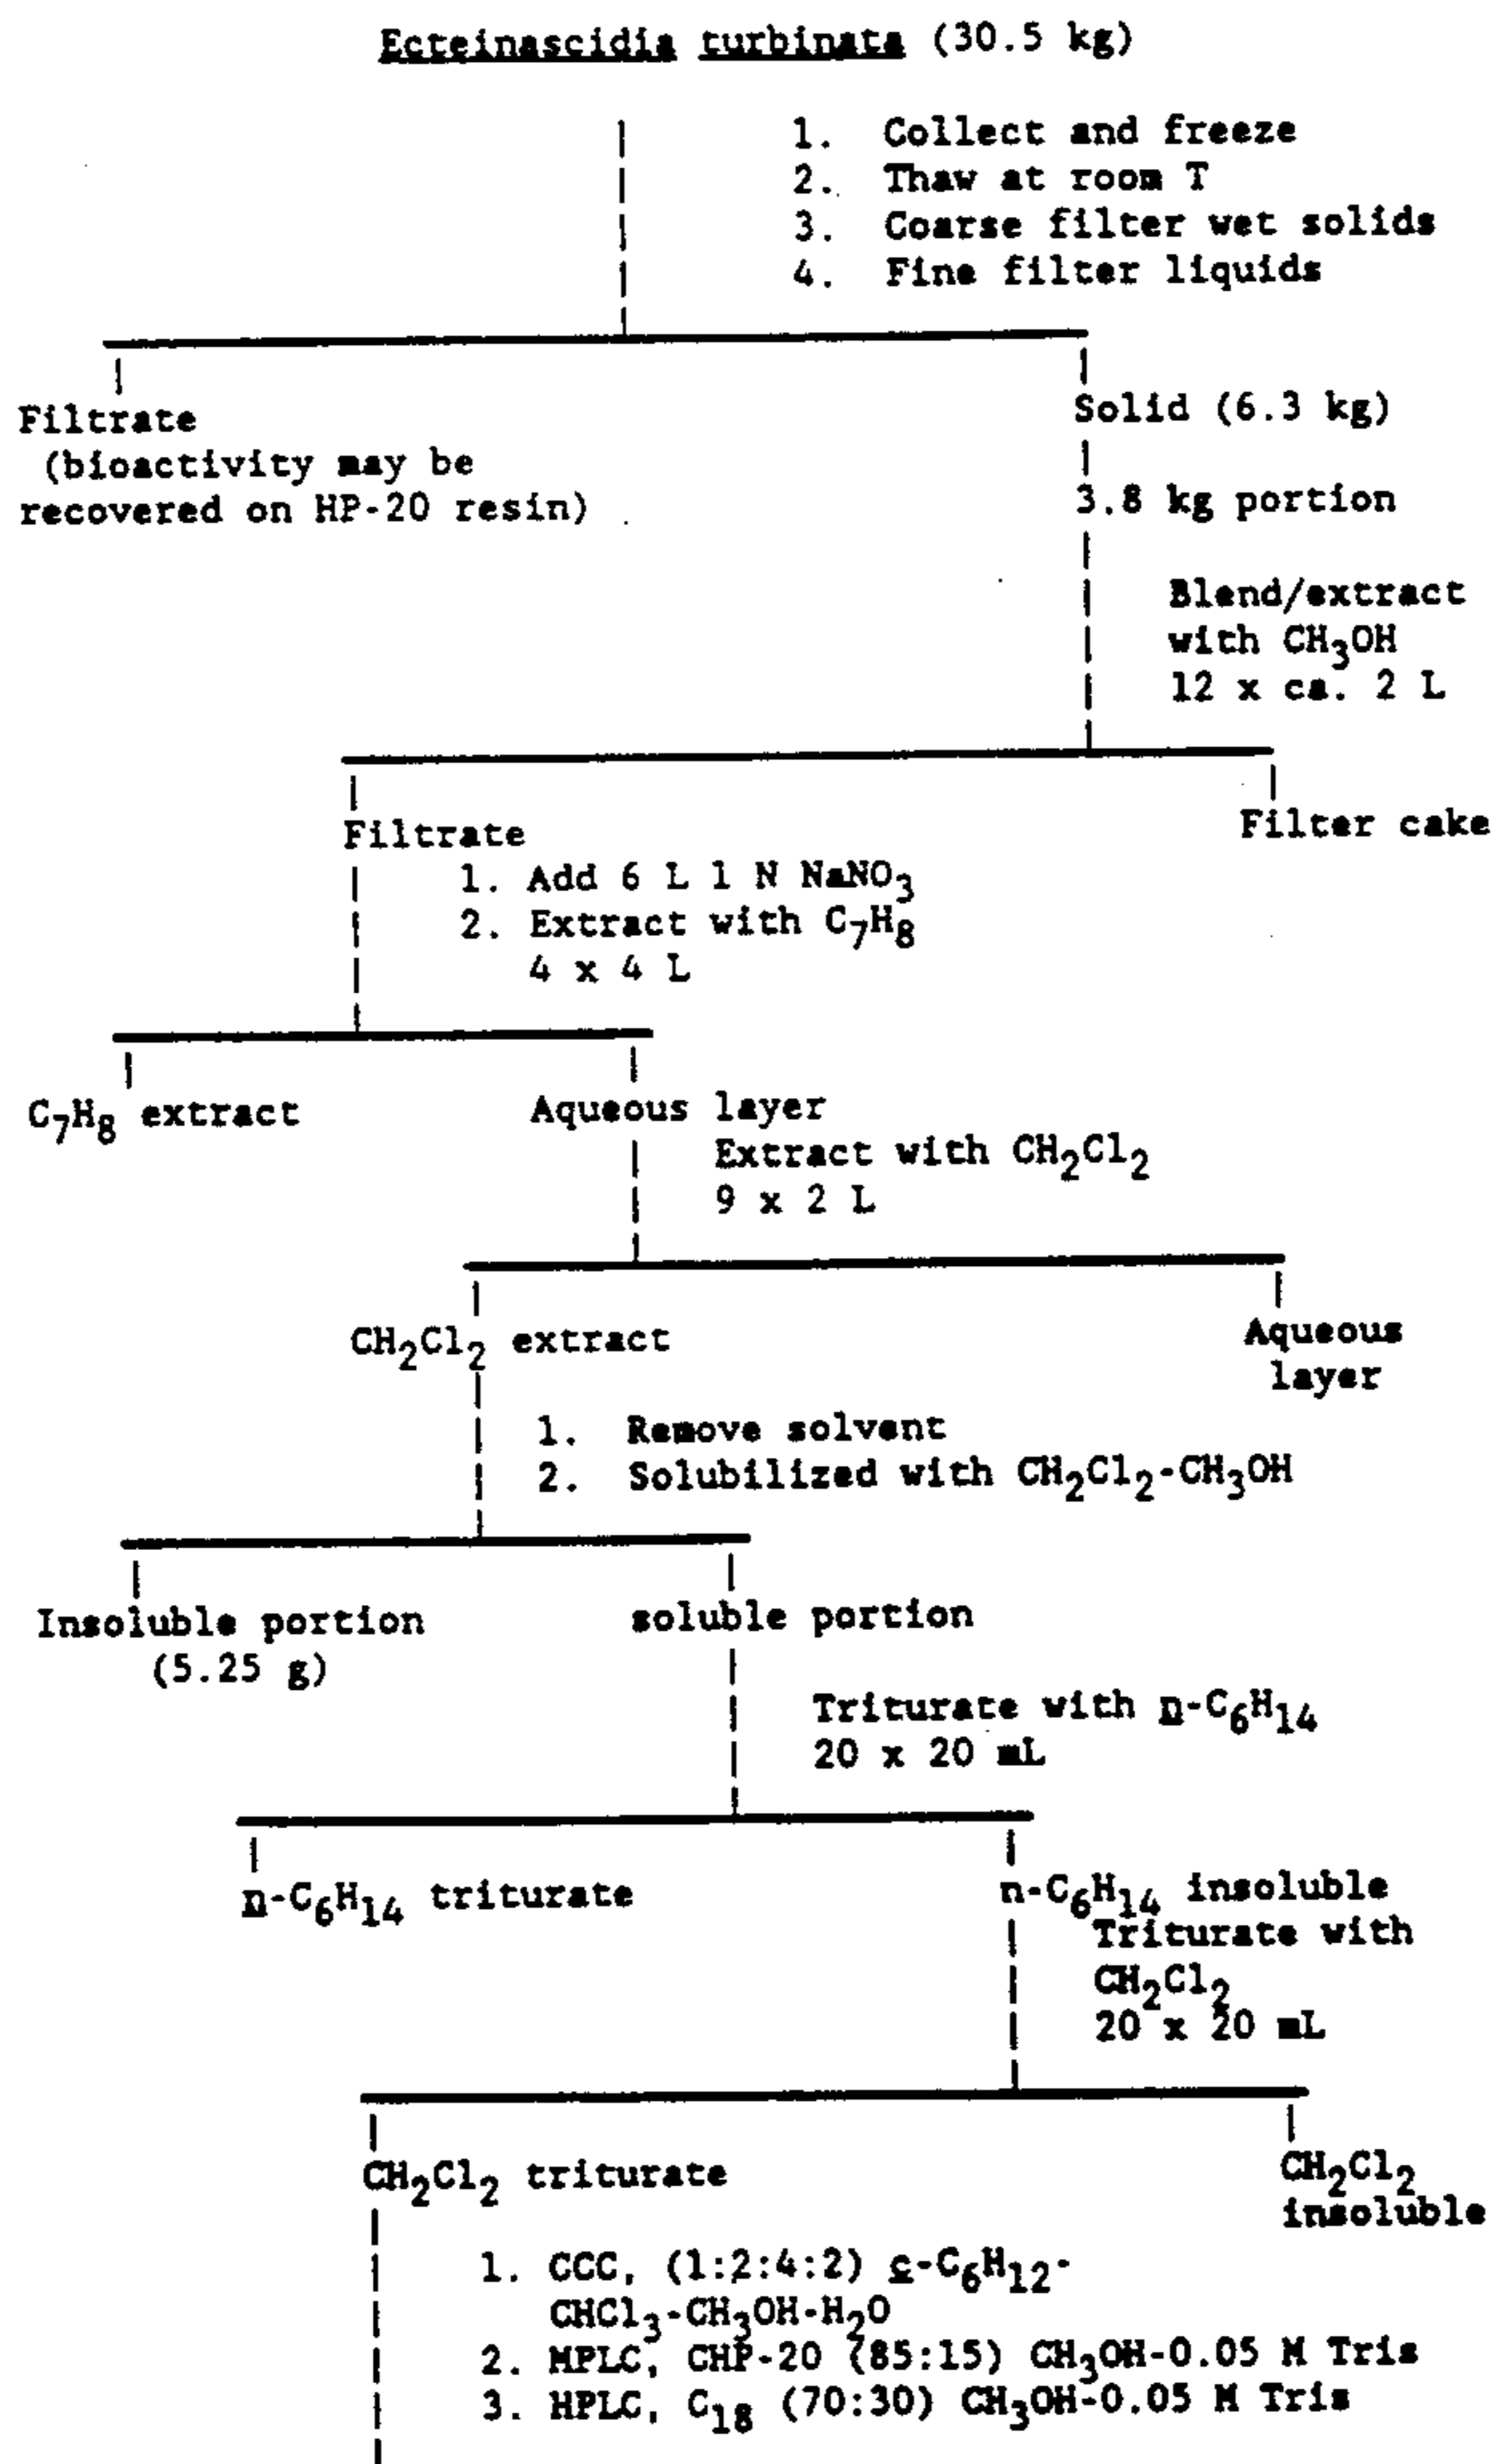 Ecteinascidia turbinata (30.5 kg)
1. Collect and freeze
2. Thaw at room T
3. Coarse filter wet solids
4. Fine filter liquids
Filtrate
(bioactivity may be
recovered on HP-20 resin)
Solid (6.3 kg)
3.8 kg portion
Blend/extract
with CH3OH
12 x ca. 2 L
Filtrate
1. Add 6 L 1 N NaNO3
2. Extract with C7H8
4 x 4 L
Filter cake
C7H8 extract
Aqueous layer
Extract with CH2Cl2
9 x 2 L
CH2Cl2 extract
Aqueous
layer
1. Remove solvent
2. Solubilized with CH2Cl2-CH3OH
Insoluble portion
(5.25 g)
soluble portion
Triturate with n-C6H14
20 x 20 mL
n-C6H14 triturate
n-C6H14 insoluble
Triturate with
CH2Cl2
20 x 20 mL
CH2Cl2 triturate
CH2Cl2
insoluble
1. CCC, (1:2:4:2) c-C6H12-
CHCl3-CH3OH-H2O
2. MPLC, CHP-20 (85:15) CH3OH-0.05 M Tris
3. HPLC, C18 (70:30) CH3OH-0.05 M Tris